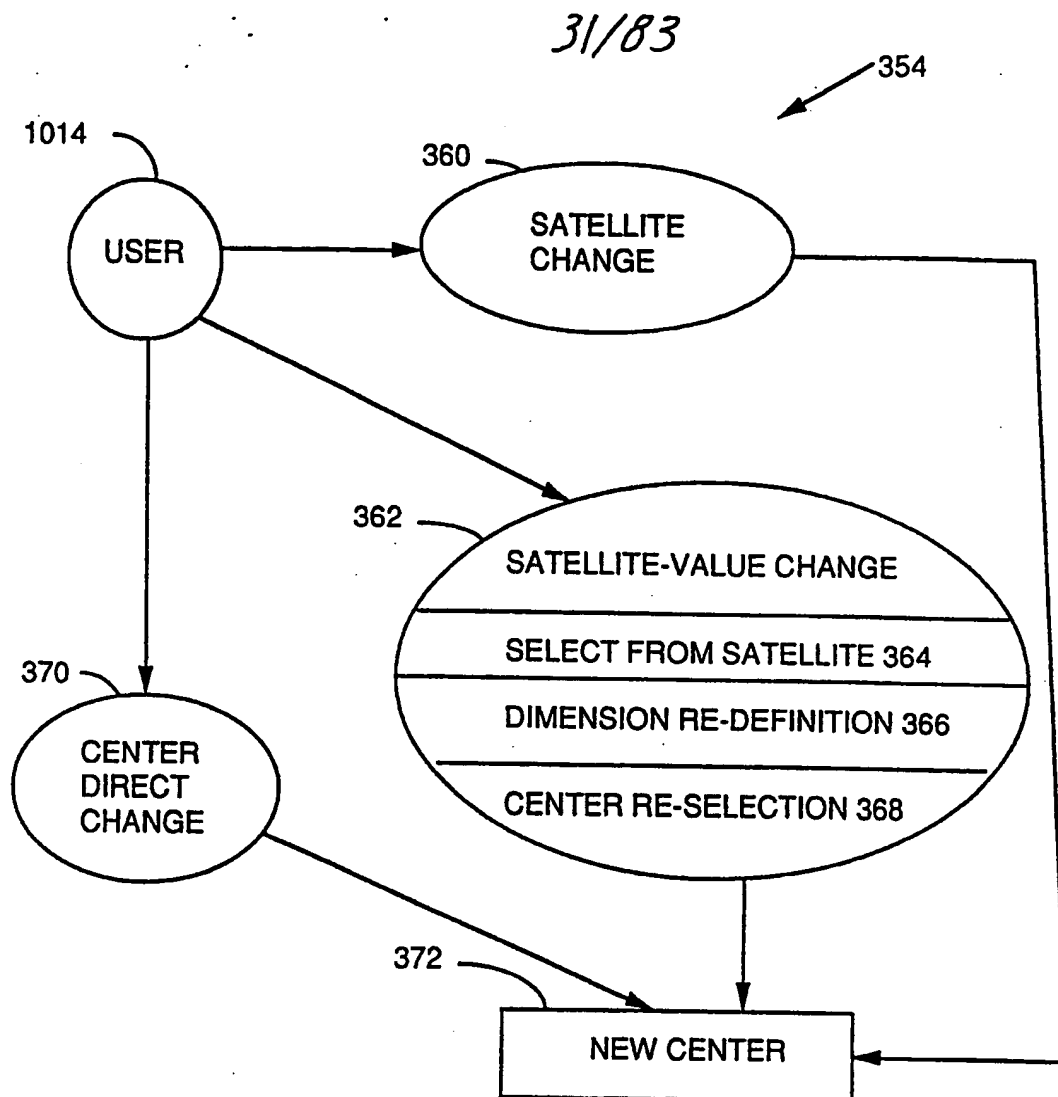 31/83
354
1014
360
USER
SATELLITE
CHANGE
362
SATELLITE-VALUE CHANGE
SELECT FROM SATELLITE 364
DIMENSION RE-DEFINITION 366
CENTER RE-SELECTION 368
370
CENTER
DIRECT
CHANGE
372
NEW CENTER